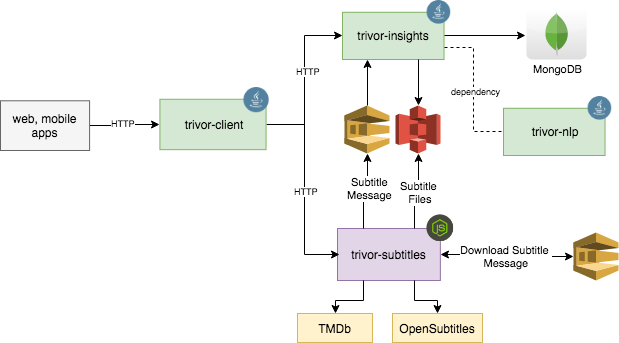 trivor-insights
MongoDB
HTTP
dependency
web, mobile
apps
HTTP
trivor-client
trivor-nlp
Subtitle
Message
Subtitle
Files
HTTP
JS
trivor-subtitles
Download Subtitle
Message
TMDb
OpenSubtitles